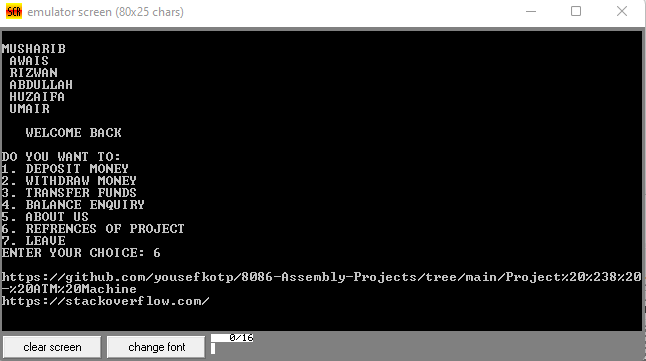 SCR emulator screen (80x25 chars)
MUSHARIB
AWAIS
RIZWAN
ABDULLAH
HUZAIFA
UMAIR
WELCOME BACK
DO YOU WANT TO:
1. DEPOSIT MONEY
2. WITHDRAW MONEY
3. TRANSFER FUNDS
4. BALANCE ENQUIRY
5. ABOUT US
6. REFRENCES OF PROJECT
7. LEAVE
ENTER YOUR CHOICE: 6
https://github.com/yousefkotp/8086-Assembly-Projects/tree/main/Project%20%238%20
-%20ATM%20Machine
https://stackoverflow.com/
clear screen change font 0/16